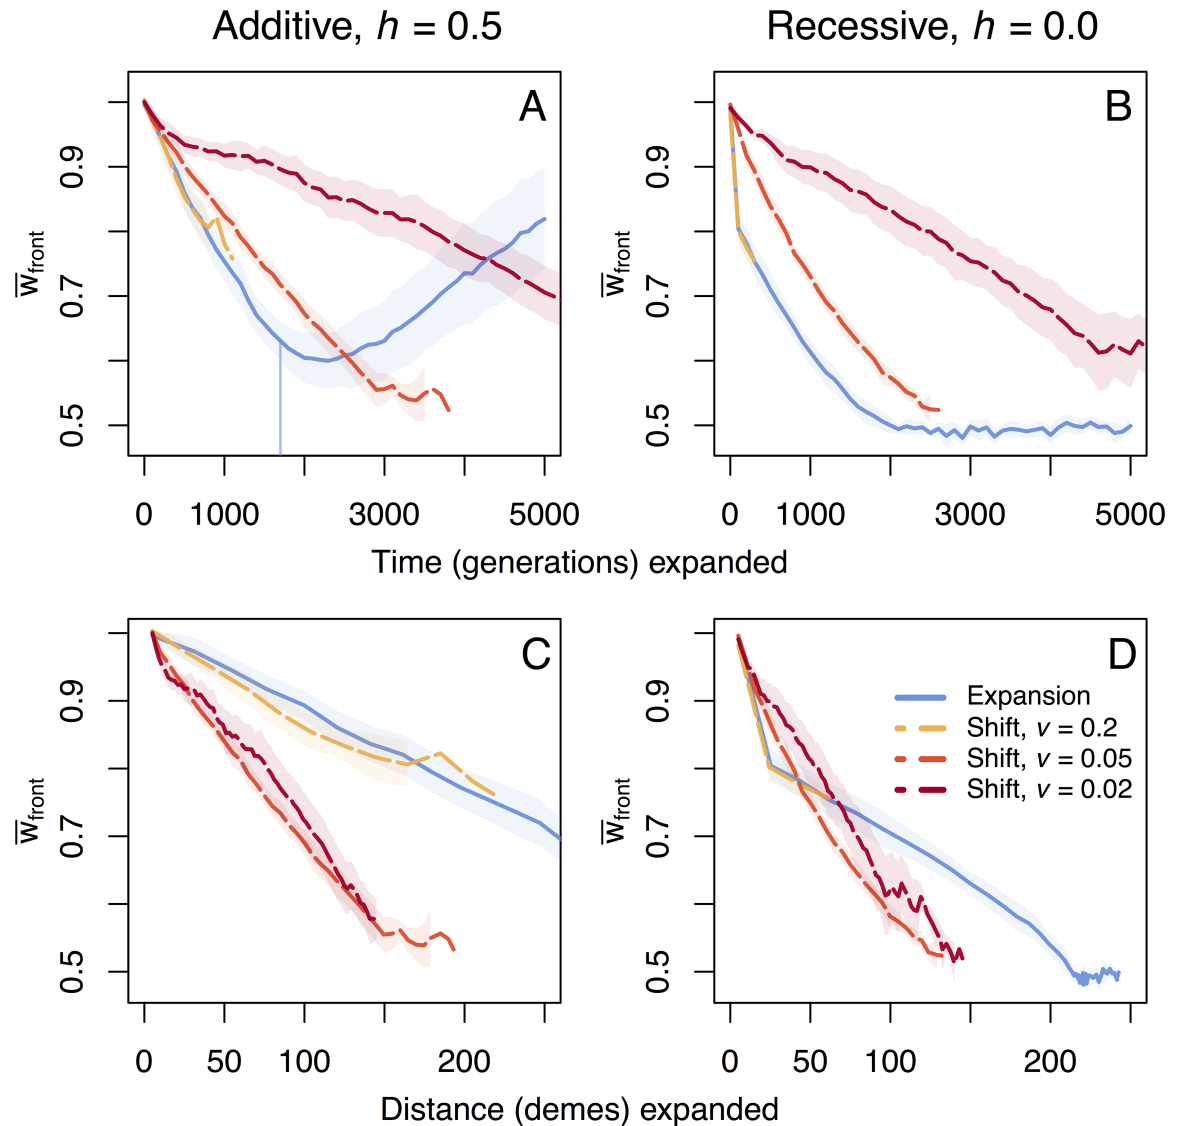 Additive, h = 0.5
Recessive, h = 0.0
A
B
w̅front
0.9
0.7
0.5
w̅front
0.9
0.7
0.5
0 1000 3000 5000
0 1000 3000 5000
Time (generations) expanded
C
D
w̅front
0.9
0.7
0.5
w̅front
0.9
0.7
0.5
Expansion
Shift, v = 0.2
Shift, v = 0.05
Shift, v = 0.02
0 50 100 200
0 50 100 200
Distance (demes) expanded